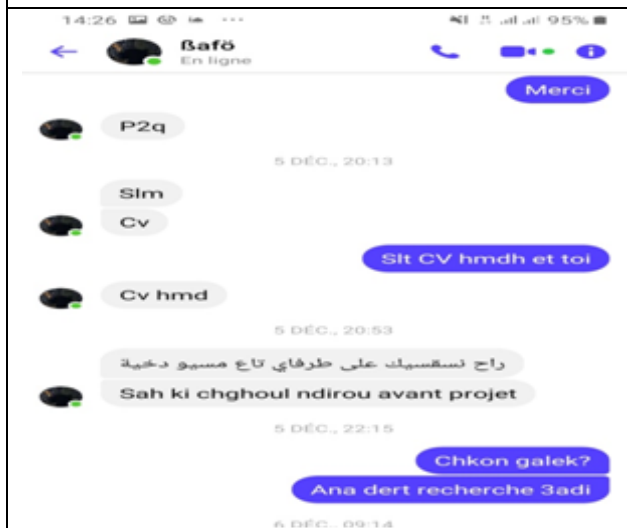 14:26 ... 95%
ßafö
En ligne
Merci
P2q
5 DÉC., 20:13
Slm
Cv
Slt CV hmdh et toi
Cv hmd
5 DÉC., 20:53
راح نسقسيك على طرفاي تاع مسيو دخية
Sah ki chghoul ndirou avant projet
5 DÉC., 22:15
Chkon galek?
Ana dert recherche 3adi
6 DÉC., 09:14